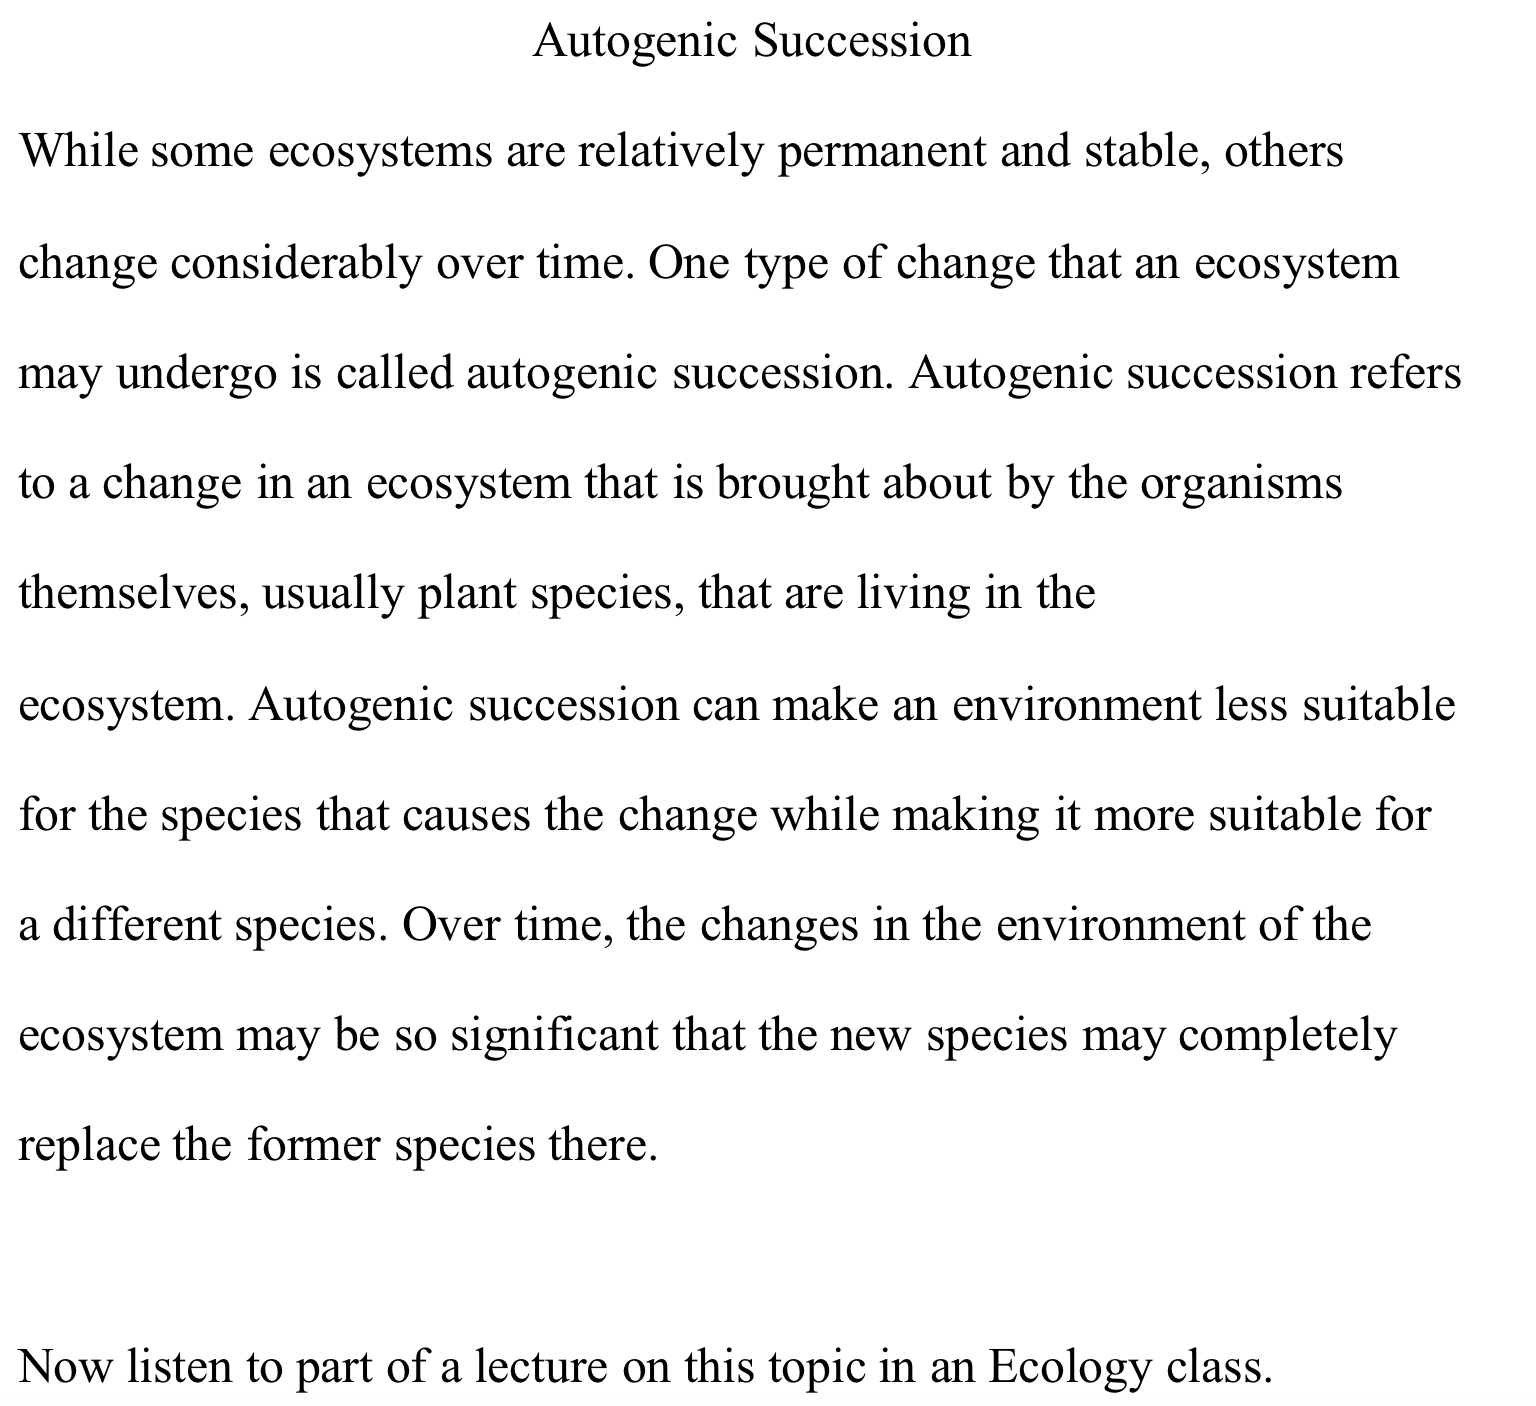 Autogenic Succession
While some ecosystems are relatively permanent and stable, others
change considerably over time. One type of change that an ecosystem
may undergo is called autogenic succession. Autogenic succession refers
to a change in an ecosystem that is brought about by the organisms
themselves, usually plant species, that are living in the
ecosystem. Autogenic succession can make an environment less suitable
for the species that causes the change while making it more suitable for
a different species. Over time, the changes in the environment of the
ecosystem may be so significant that the new species may completely
replace the former species there.
Now listen to part of a lecture on this topic in an Ecology class.